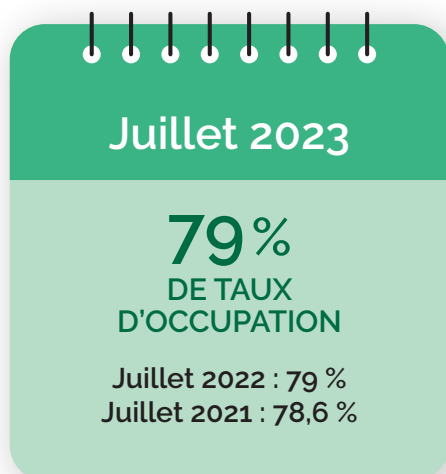 Juillet 2023
79 %
DE TAUX
D'OCCUPATION
Juillet 2022 : 79 %
Juillet 2021 : 78,6 %